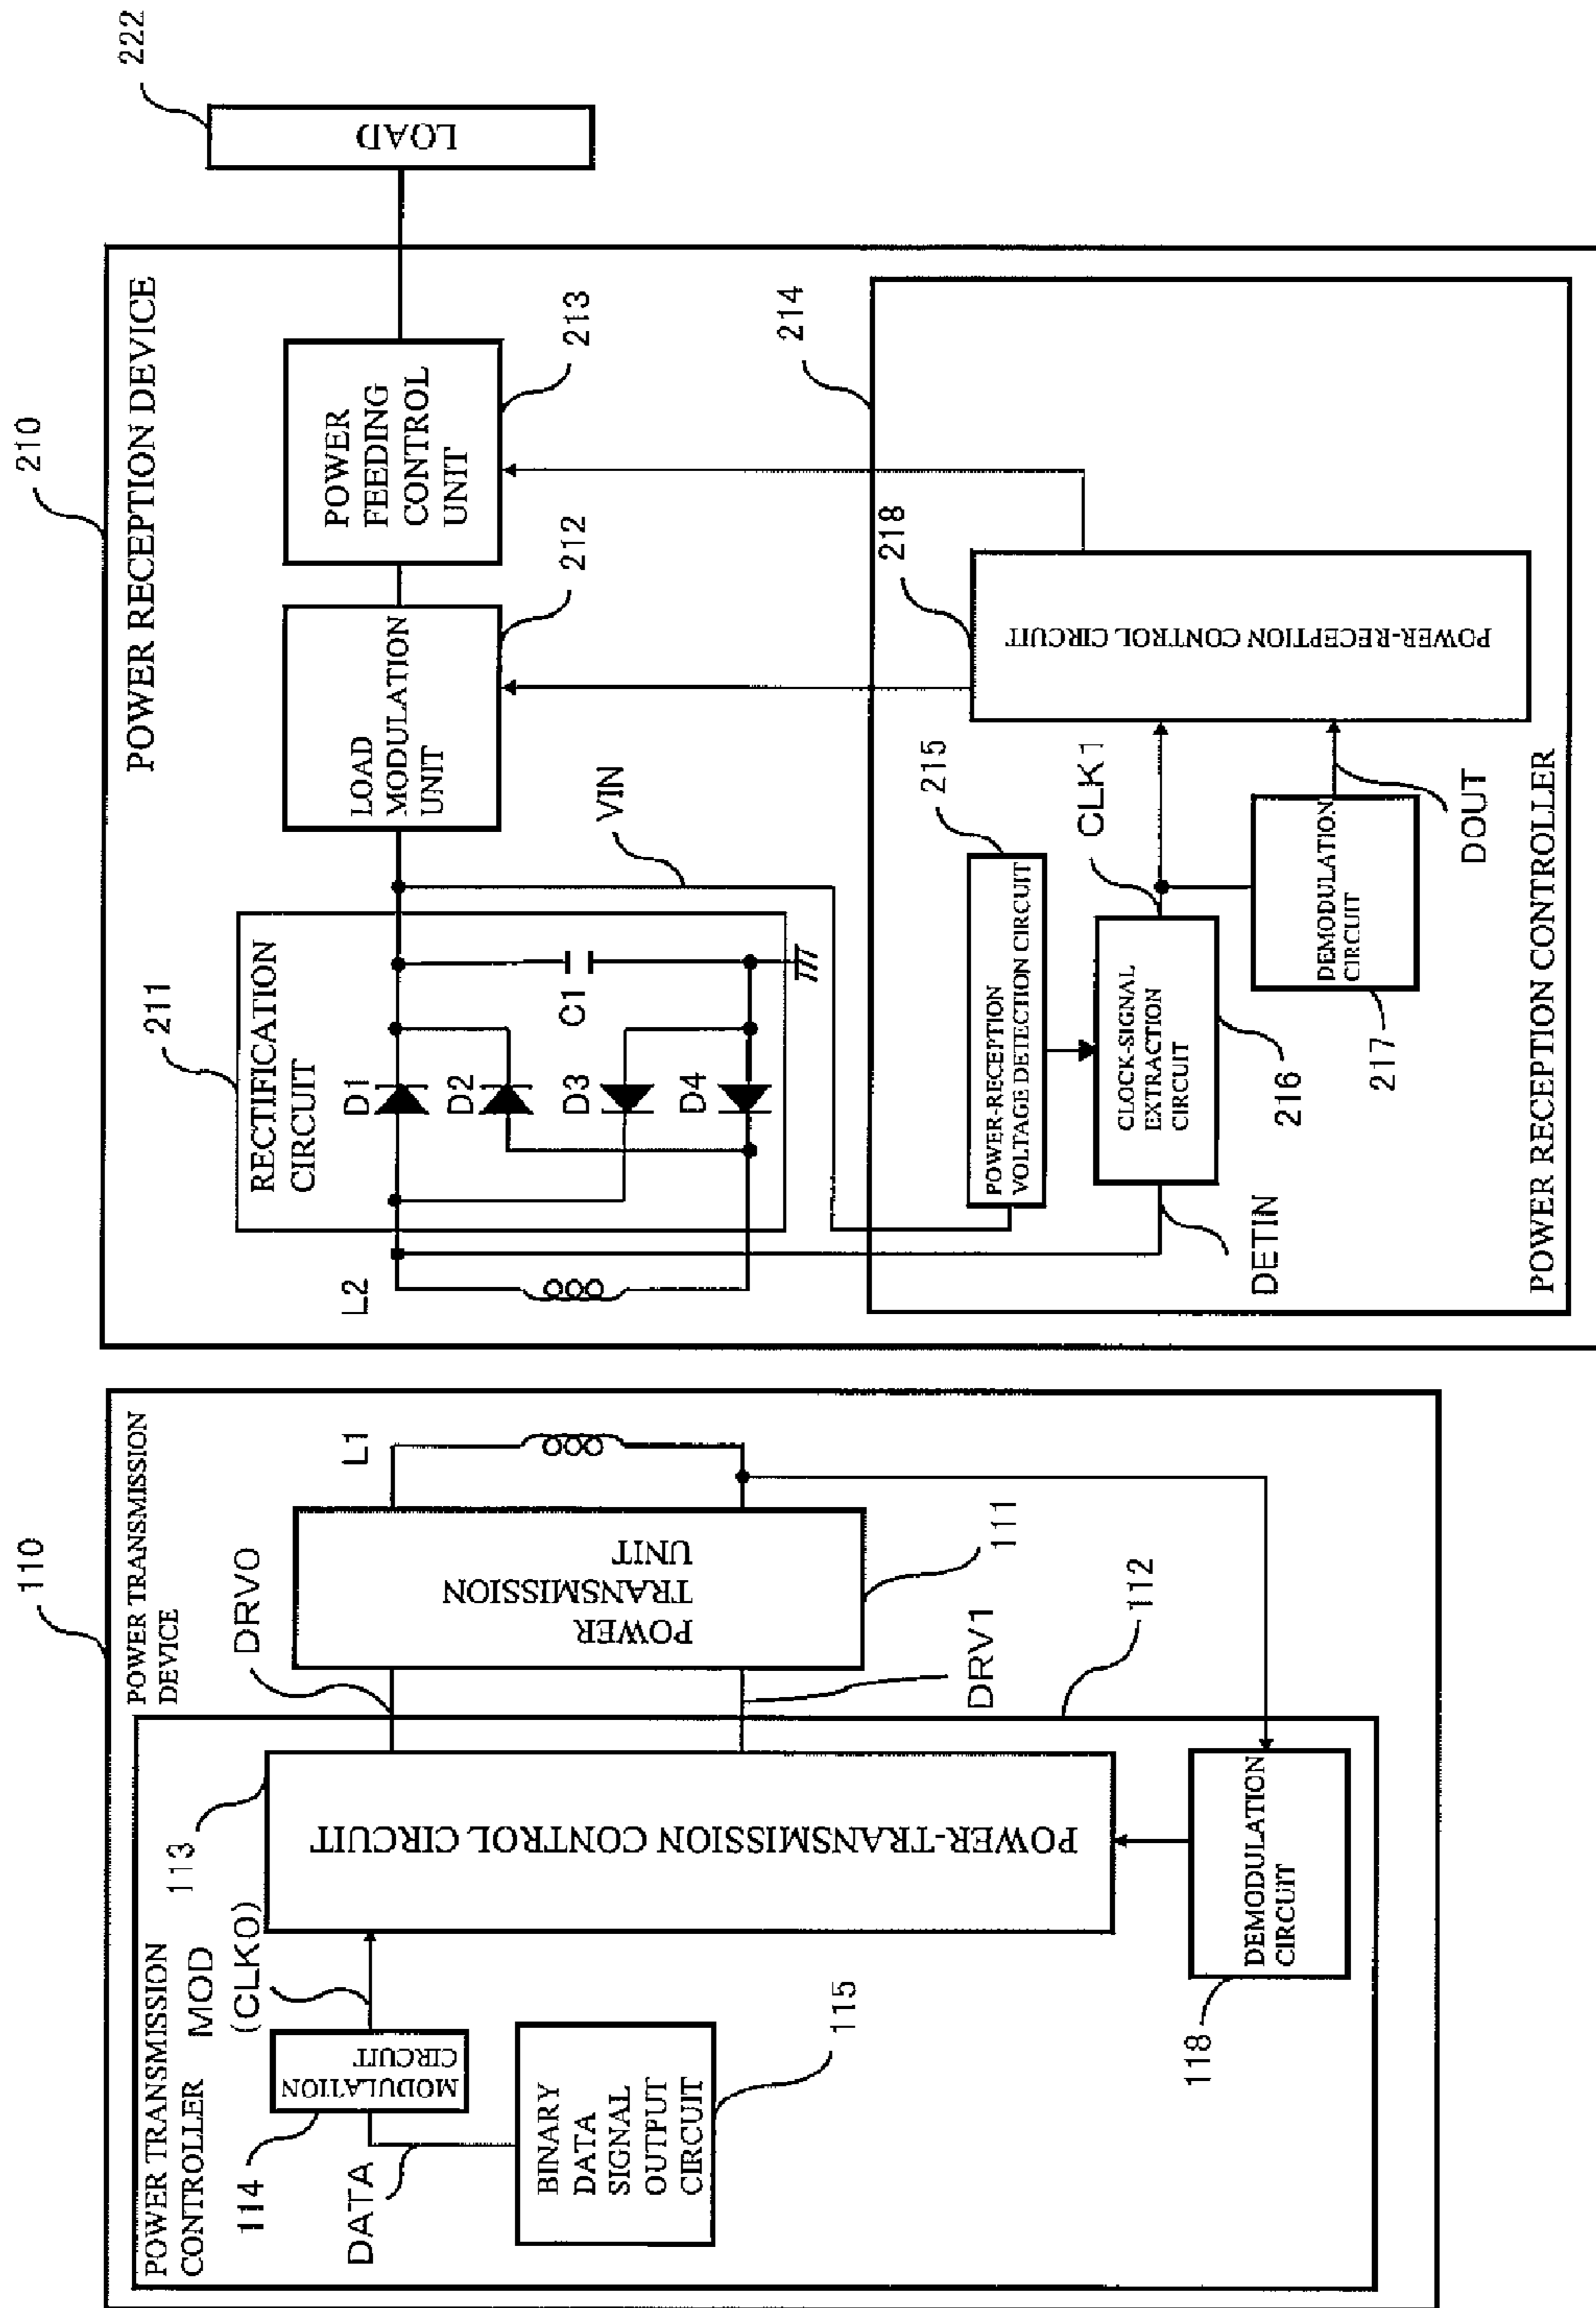 110
POWER TRANSMISSION
DEVICE
POWER TRANSMISSION
CONTROLLER
MOD
(CLK0)
113
114
MODULATION
CIRCUIT
DATA
BINARY
DATA
SIGNAL
OUTPUT
CIRCUIT
115
POWER-TRANSMISSION CONTROL CIRCUIT
DRV0
POWER
TRANSMISSION
UNIT
L1
111
DRV1
112
DEMODULATION
CIRCUIT
118
210
POWER RECEPTION DEVICE
211
RECTIFICATION
CIRCUIT
L2
D1
D2
D3
D4
C1
VIN
LOAD
MODULATION
UNIT
212
POWER
FEEDING
CONTROL
UNIT
213
LOAD
222
214
215
POWER-RECEPTION
VOLTAGE DETECTION CIRCUIT
CLK1
CLOCK-SIGNAL
EXTRACTION
CIRCUIT
216
DETIN
DEMODULATION
CIRCUIT
217
DOUT
218
POWER-RECEPTION CONTROL CIRCUIT
POWER RECEPTION CONTROLLER